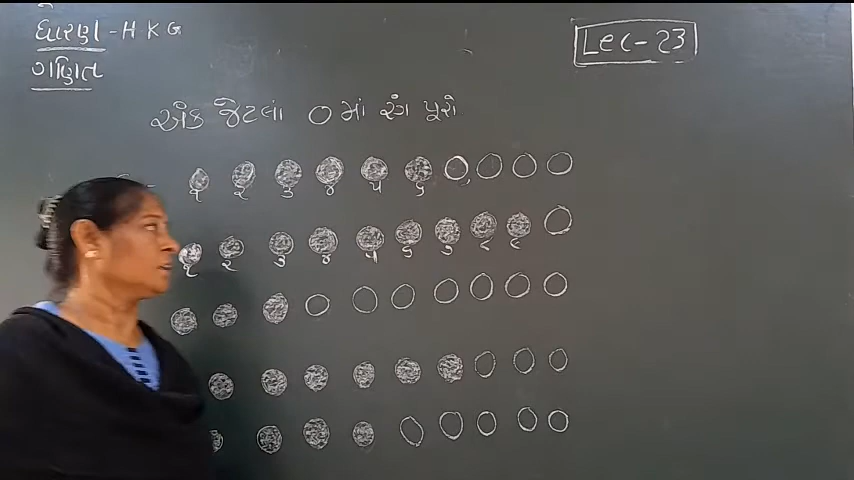 ધોરણ - H K G
Lec - 23
ગણિત
અંક જેટલા ૦ માં રંગ પૂરો
૧ ૨ ૩ ૪ ૫ ૬
૧ ૨ ૩ ૪ ૫ ૬ ૭ ૮ ૯